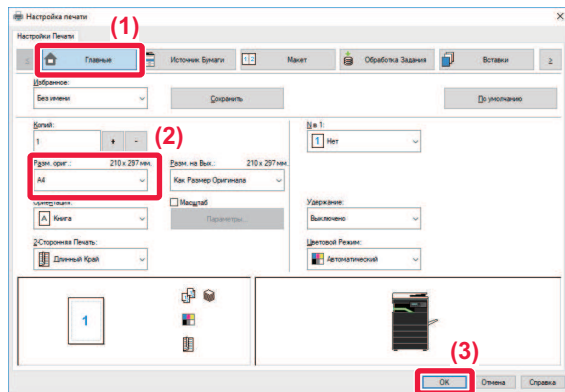 Настройка печати
(1)
Настройки Печати
Главные
Источник Бумаги
1 2
Макет
Обработка Задания
Вставки
Избранное:
Без имени
Сохранить
По умолчанию
Копий:
1
+ -
(2)
N в 1:
1 Нет
Разм. ориг.: 210 x 297 мм.
Разм. на Вых.: 210 x 297 мм.
A4
Как Размер Оригинала
Ориентация:
Масштаб
Удержание:
A Книга
Параметры...
Выключено
2-Сторонняя Печать:
Цветовой Режим:
Длинный Край
Автоматический
1
(3)
OK
Отмена
Справка